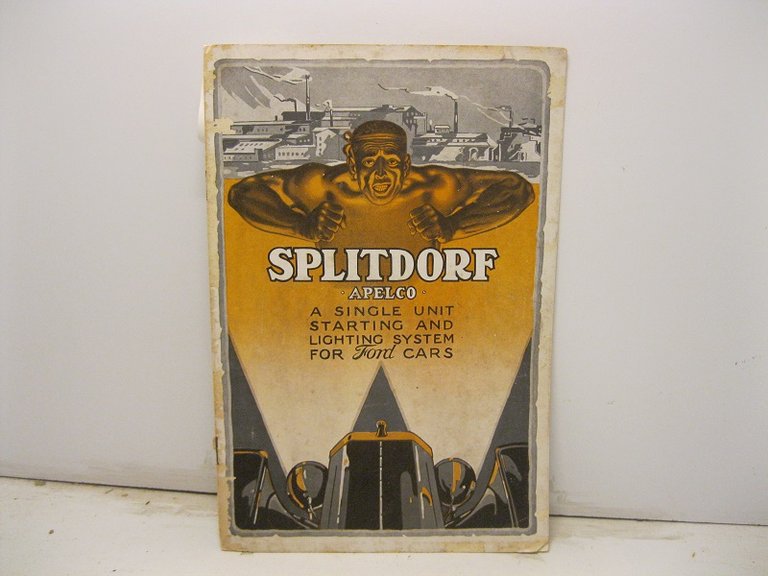 SPLITDORF
· APELCO ·
A SINGLE UNIT
STARTING AND
LIGHTING SYSTEM
FOR Ford CARS